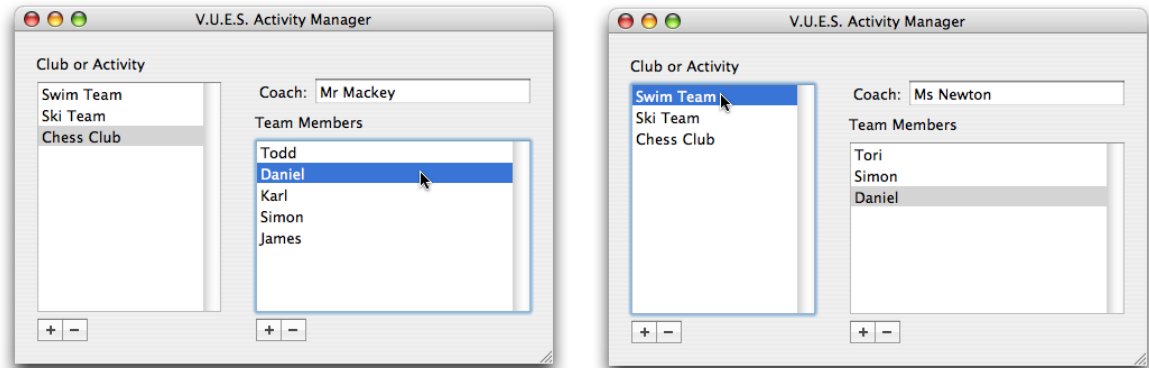 V.U.E.S. Activity Manager
Club or Activity
Swim Team
Ski Team
Chess Club
+ −
Coach: Mr Mackey
Team Members
Todd
Daniel
Karl
Simon
James
+ −
V.U.E.S. Activity Manager
Club or Activity
Swim Team
Ski Team
Chess Club
+ −
Coach: Ms Newton
Team Members
Tori
Simon
Daniel
+ −